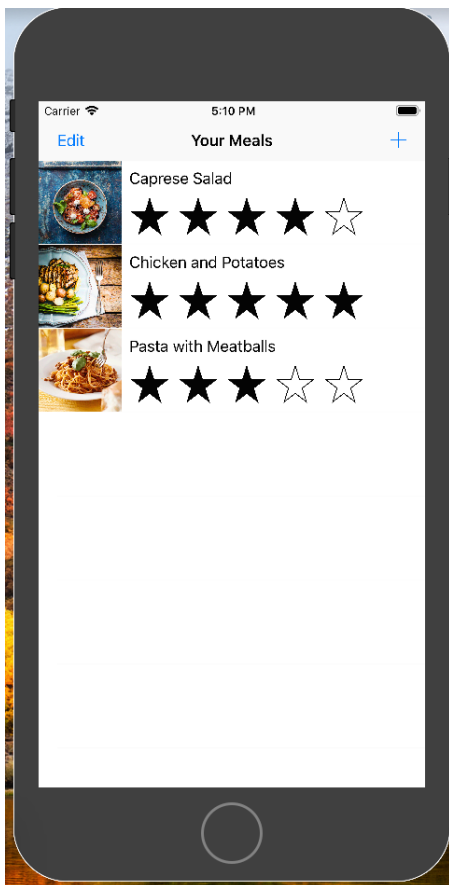 Carrier 5:10 PM
Edit Your Meals +
Caprese Salad
Chicken and Potatoes
Pasta with Meatballs